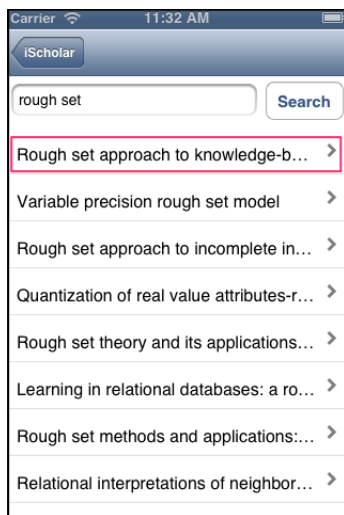 Carrier 11:32 AM
iScholar
rough set Search
Rough set approach to knowledge-b...
Variable precision rough set model
Rough set approach to incomplete in...
Quantization of real value attributes-r...
Rough set theory and its applications...
Learning in relational databases: a ro...
Rough set methods and applications:...
Relational interpretations of neighbor...